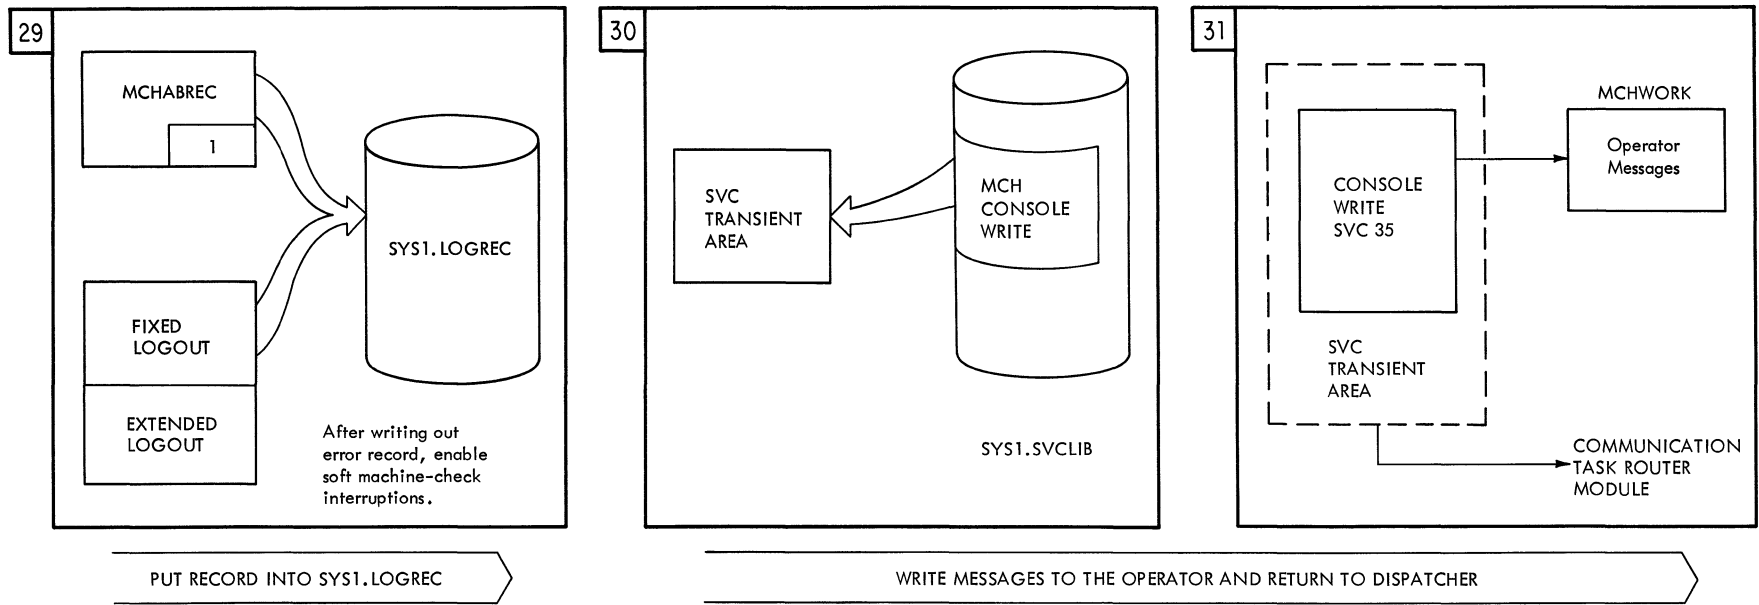 29
MCHABREC
1
SYS1.LOGREC
FIXED
LOGOUT
EXTENDED
LOGOUT
After writing out
error record, enable
soft machine-check
interruptions.
PUT RECORD INTO SYS1.LOGREC
30
SVC
TRANSIENT
AREA
MCH
CONSOLE
WRITE
SYS1.SVCLIB
31
CONSOLE
WRITE
SVC 35
SVC
TRANSIENT
AREA
MCHWORK
Operator
Messages
COMMUNICATION
TASK ROUTER
MODULE
WRITE MESSAGES TO THE OPERATOR AND RETURN TO DISPATCHER